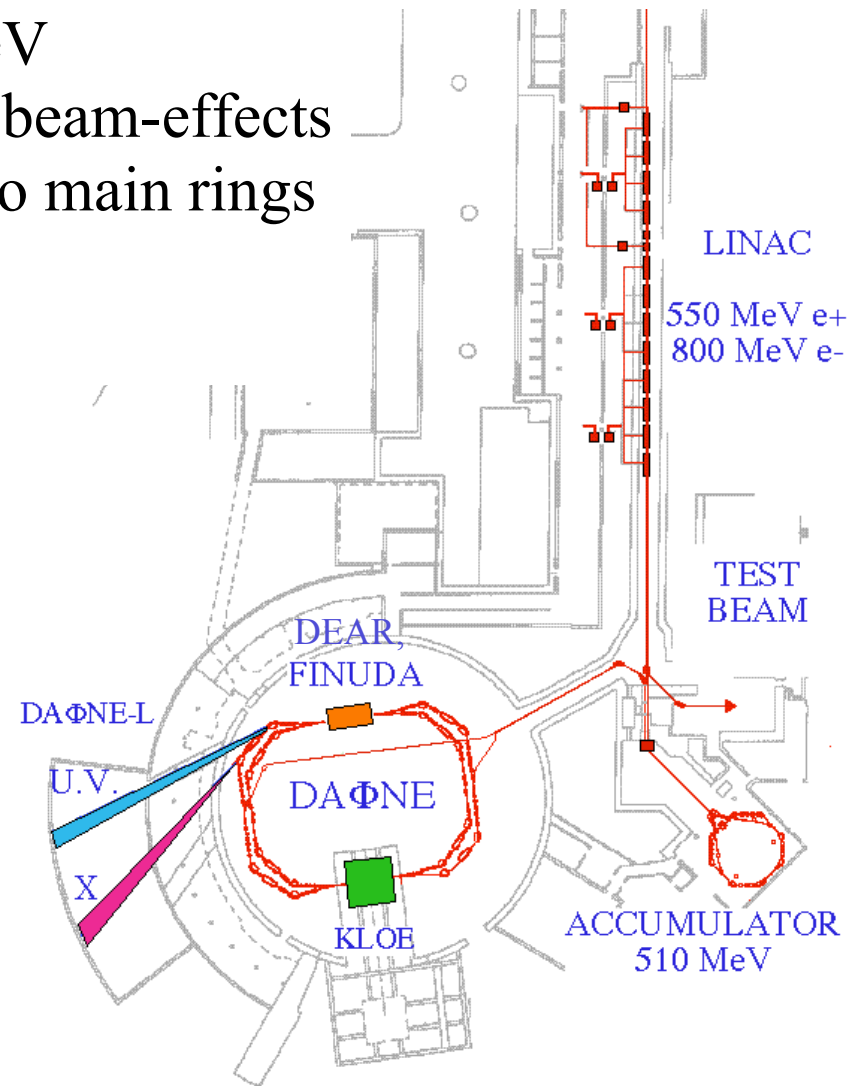 beam-effects
main rings
LINAC
550 MeV e+
800 MeV e-
TEST
BEAM
DEAR,
FINUDA
DAΦNE-L
U.V.
DAΦNE
X
KLOE
ACCUMULATOR
510 MeV